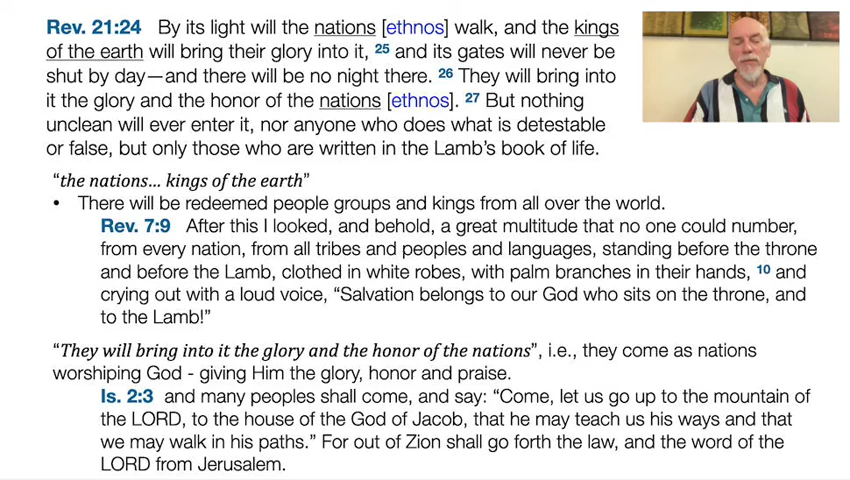 Rev. 21:24 By its light will the nations [ethnos] walk, and the kings
of the earth will bring their glory into it, 25 and its gates will never be
shut by day—and there will be no night there. 26 They will bring into
it the glory and the honor of the nations [ethnos]. 27 But nothing
unclean will ever enter it, nor anyone who does what is detestable
or false, but only those who are written in the Lamb's book of life.
“the nations… kings of the earth”
• There will be redeemed people groups and kings from all over the world.
Rev. 7:9 After this I looked, and behold, a great multitude that no one could number,
from every nation, from all tribes and peoples and languages, standing before the throne
and before the Lamb, clothed in white robes, with palm branches in their hands, 10 and
crying out with a loud voice, “Salvation belongs to our God who sits on the throne, and
to the Lamb!”
“They will bring into it the glory and the honor of the nations”, i.e., they come as nations
worshiping God - giving Him the glory, honor and praise.
Is. 2:3 and many peoples shall come, and say: “Come, let us go up to the mountain of
the LORD, to the house of the God of Jacob, that he may teach us his ways and that
we may walk in his paths.” For out of Zion shall go forth the law, and the word of the
LORD from Jerusalem.